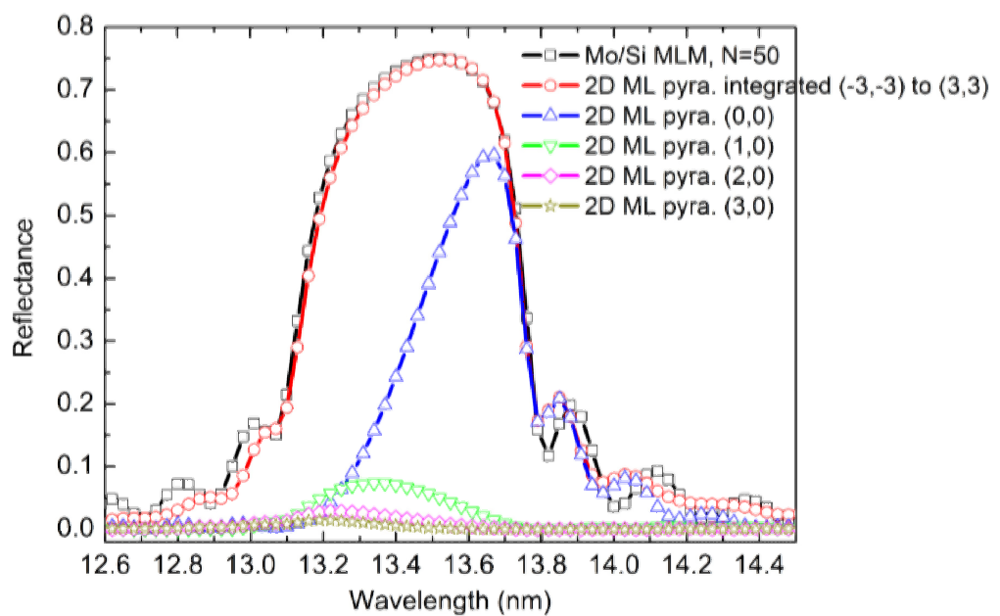 0.8
0.7
0.6
0.5
0.4
0.3
0.2
0.1
0.0
Reflectance
Mo/Si MLM, N=50
2D ML pyra. integrated (-3,-3) to (3,3)
2D ML pyra. (0,0)
2D ML pyra. (1,0)
2D ML pyra. (2,0)
2D ML pyra. (3,0)
12.6 12.8 13.0 13.2 13.4 13.6 13.8 14.0 14.2 14.4
Wavelength (nm)